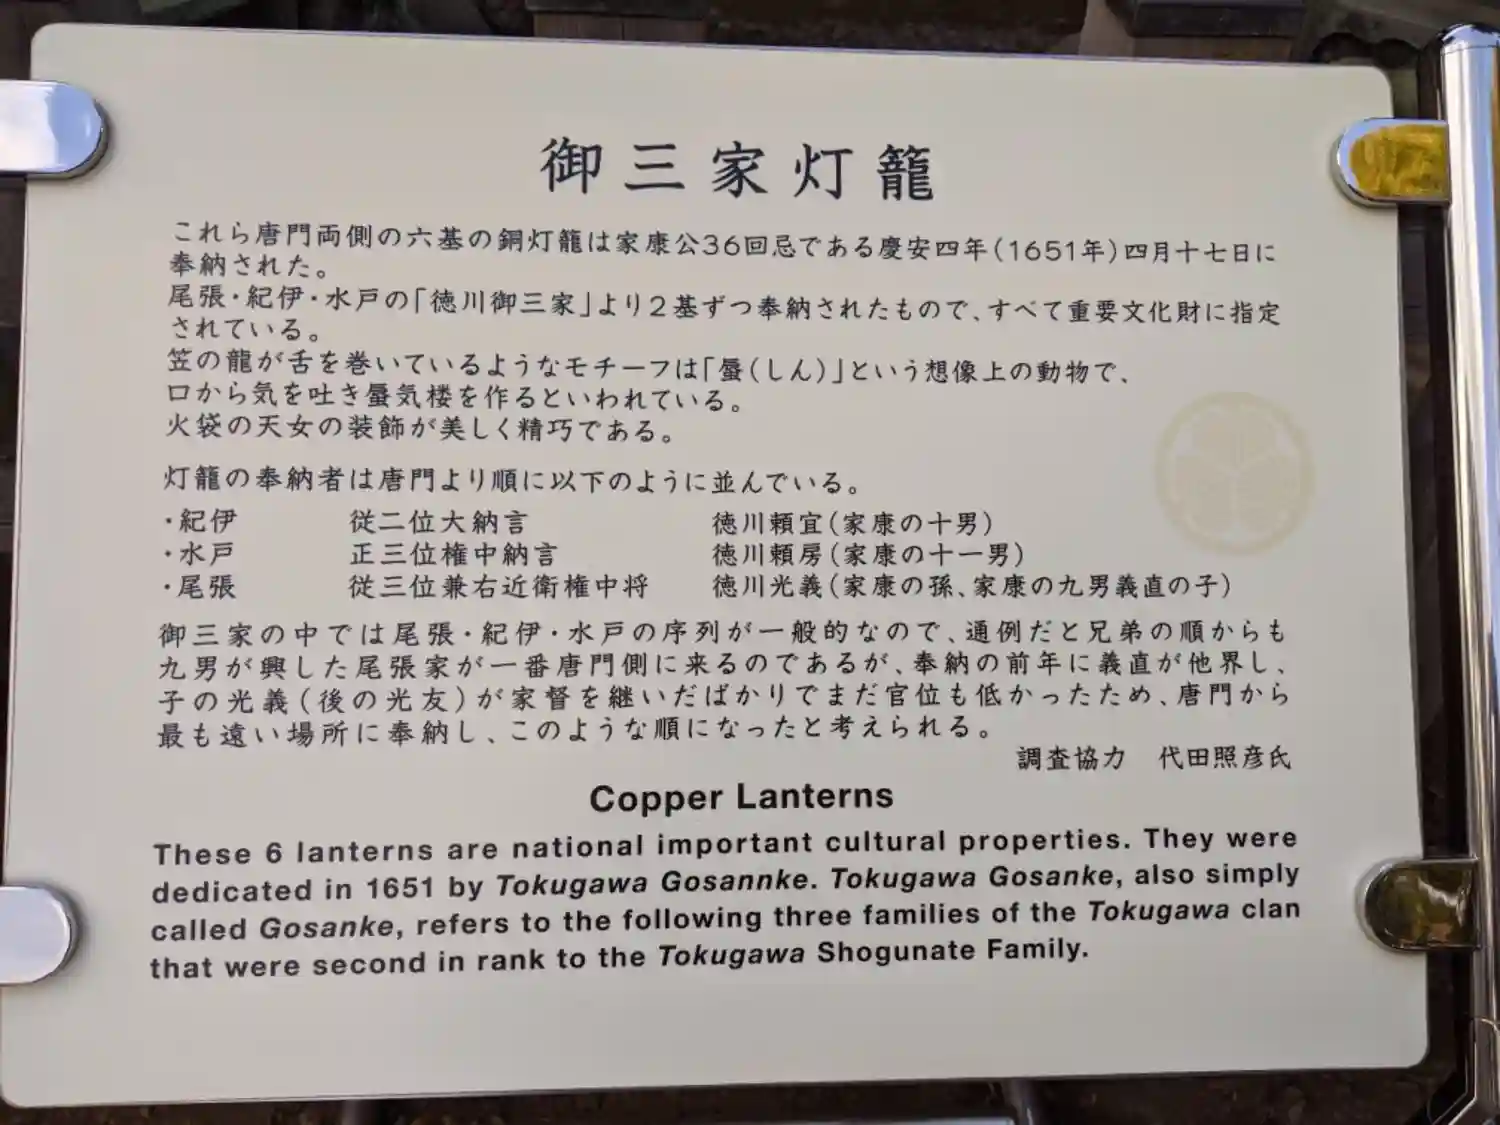 御三家灯籠
これら唐門両側の六基の銅灯籠は家康公36回忌である慶安四年(1651年)四月十七日に
奉納された。
尾張・紀伊・水戸の「徳川御三家」より2基ずつ奉納されたもので、すべて重要文化財に指定
されている。
笠の龍が舌を巻いているようなモチーフは「蜃(しん)」という想像上の動物で、
口から気を吐き蜃気楼を作るといわれている。
火袋の天女の装飾が美しく精巧である。
灯籠の奉納者は唐門より順に以下のように並んでいる。
・紀伊 従二位大納言 徳川頼宜(家康の十男)
・水戸 正三位権中納言 徳川頼房(家康の十一男)
・尾張 従三位兼右近衛権中将 徳川光義(家康の孫、家康の九男義直の子)
御三家の中では尾張・紀伊・水戸の序列が一般的なので、通例だと兄弟の順からも
九男が興した尾張家が一番唐門側に来るのであるが、奉納の前年に義直が他界し、
子の光義(後の光友)が家督を継いだばかりでまだ官位も低かったため、唐門から
最も遠い場所に奉納し、このような順になったと考えられる。
調査協力 代田照彦氏
Copper Lanterns
These 6 lanterns are national important cultural properties. They were
dedicated in 1651 by Tokugawa Gosannke. Tokugawa Gosanke, also simply
called Gosanke, refers to the following three families of the Tokugawa clan
that were second in rank to the Tokugawa Shogunate Family.